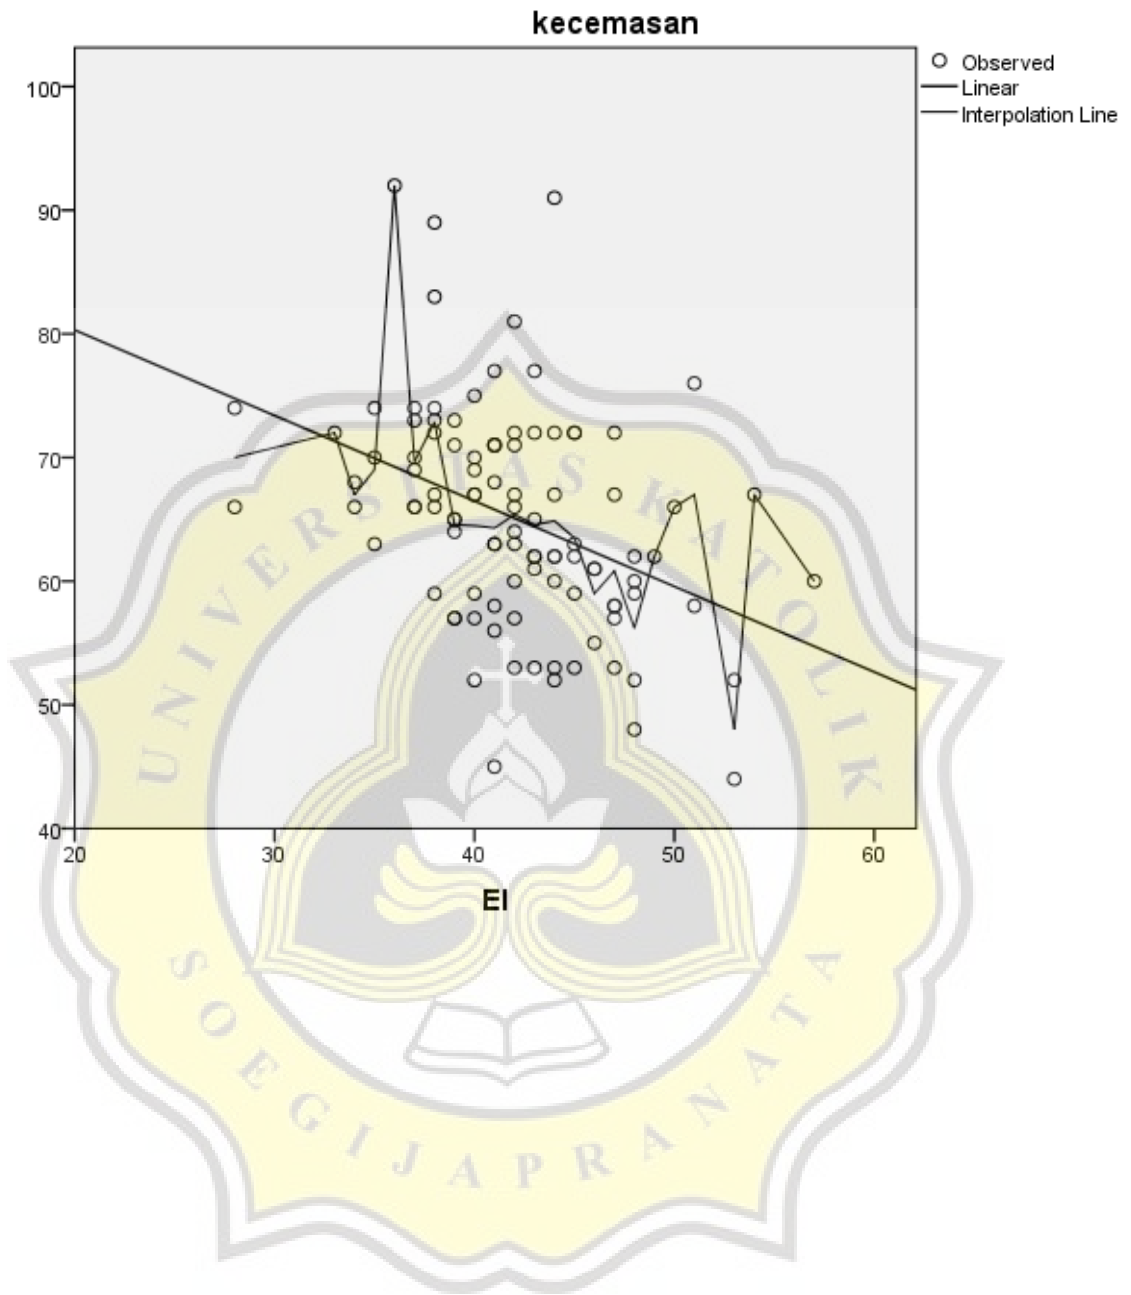 kecemasan
Observed
Linear
Interpolation Line
100
90
80
70
60
50
40
20 30 40 50 60
EI
UNIVERSITAS KATOLIK
SOEGIJAPRANATA